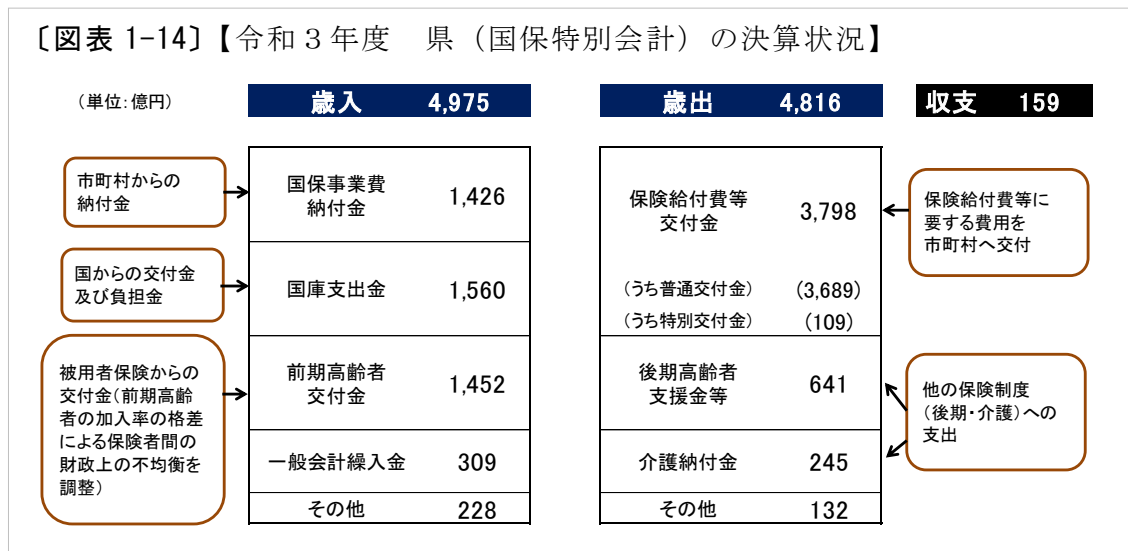 〔図表 1-14〕【令和３年度　県（国保特別会計）の決算状況】
（単位：億円）
歳入 4,975
歳出 4,816
収支 159
市町村からの
納付金
国保事業費
納付金
1,426
国からの交付金
及び負担金
国庫支出金 1,560
被用者保険からの
交付金（前期高齢
者の加入率の格差
による保険者間の
財政上の不均衡を
調整）
前期高齢者
交付金
1,452
一般会計繰入金 309
その他 228
保険給付費等
交付金
3,798
（うち普通交付金） (3,689)
（うち特別交付金） (109)
後期高齢者
支援金等
641
介護納付金 245
その他 132
保険給付費等に
要する費用を
市町村へ交付
他の保険制度
（後期・介護）への
支出